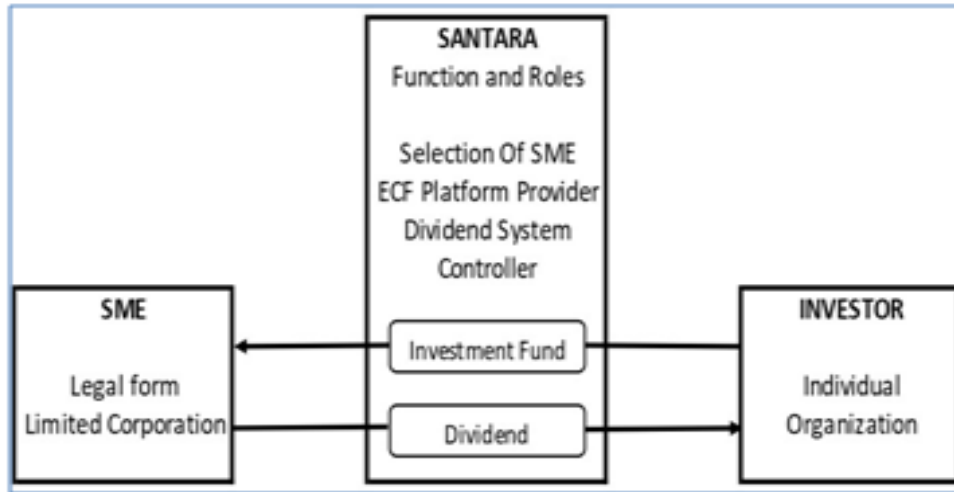 SANTARA
Function and Roles
Selection Of SME
ECF Platform Provider
Dividend System
Controller
SME
Legal form
Limited Corporation
Investment Fund
Dividend
INVESTOR
Individual
Organization